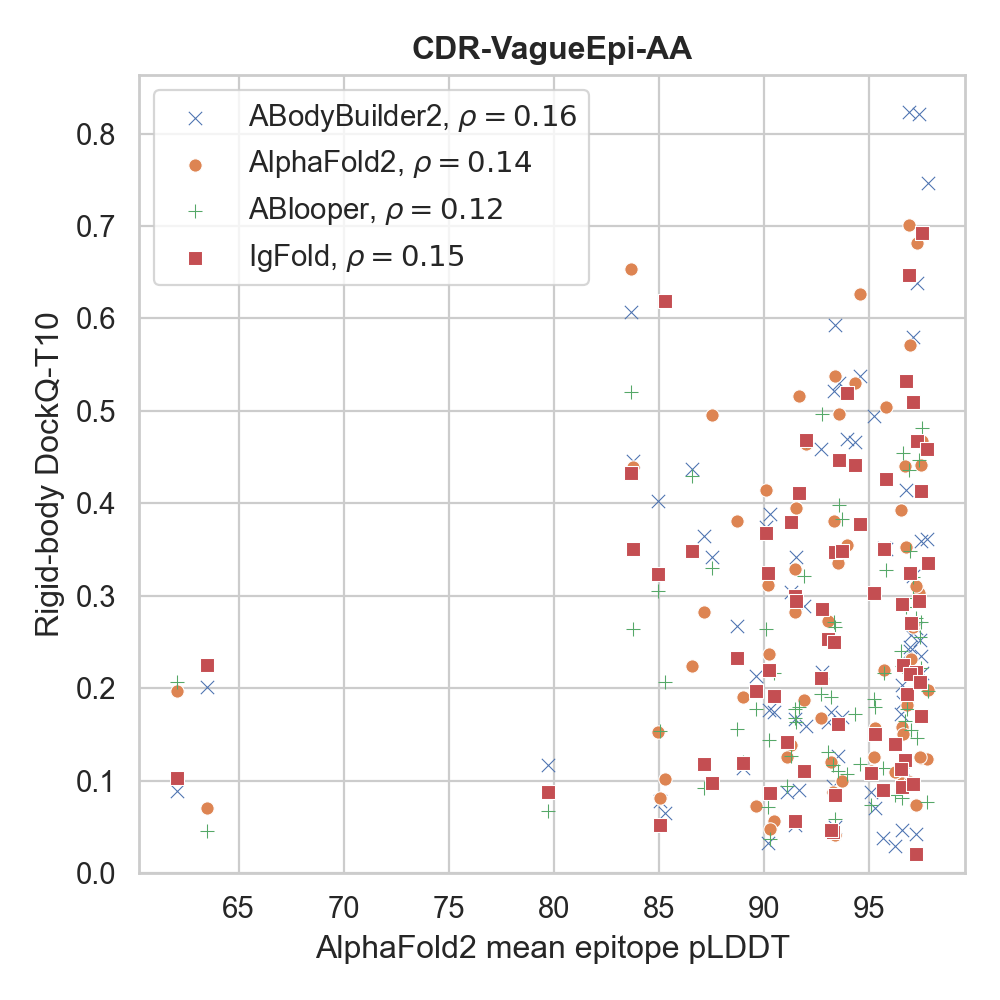 CDR-VagueEpi-AA
ABodyBuilder2, ρ = 0.16
AlphaFold2, ρ = 0.14
ABlooper, ρ = 0.12
IgFold, ρ = 0.15
Rigid-body DockQ-T10
0.8
0.7
0.6
0.5
0.4
0.3
0.2
0.1
0.0
65 70 75 80 85 90 95
AlphaFold2 mean epitope pLDDT